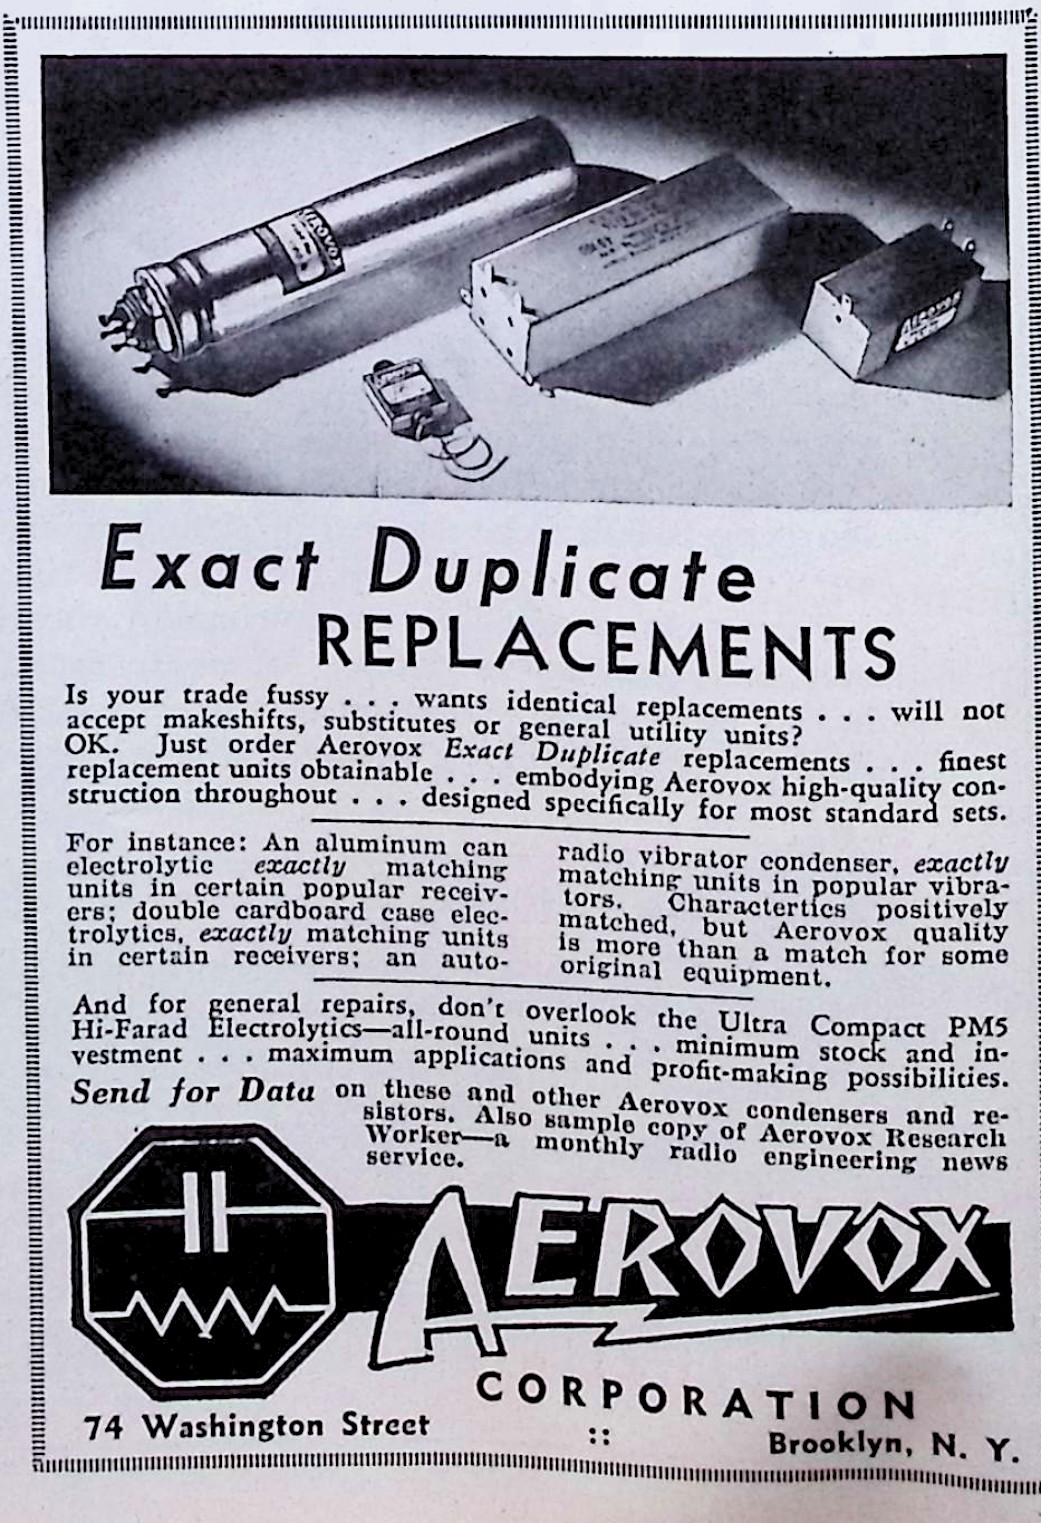 AEROVOX
AEROVOX
Exact Duplicate
REPLACEMENTS
Is your trade fussy . . . wants identical replacements . . . will not
accept makeshifts, substitutes or general utility units?
OK. Just order Aerovox Exact Duplicate replacements . . . finest
replacement units obtainable . . . embodying Aerovox high-quality con-
struction throughout . . . designed specifically for most standard sets.
For instance: An aluminum can
electrolytic exactly matching
units in certain popular receiv-
ers; double cardboard case elec-
trolytics, exactly matching units
in certain receivers; an auto-
radio vibrator condenser, exactly
matching units in popular vibra-
tors. Charactertics positively
matched, but Aerovox quality
is more than a match for some
original equipment.
And for general repairs, don't overlook the Ultra Compact PM5
Hi-Farad Electrolytics—all-round units . . . minimum stock and in-
vestment . . . maximum applications and profit-making possibilities.
Send for Data on these and other Aerovox condensers and re-
sistors. Also sample copy of Aerovox Research
Worker—a monthly radio engineering news
service.
AEROVOX
CORPORATION
74 Washington Street :: Brooklyn, N. Y.